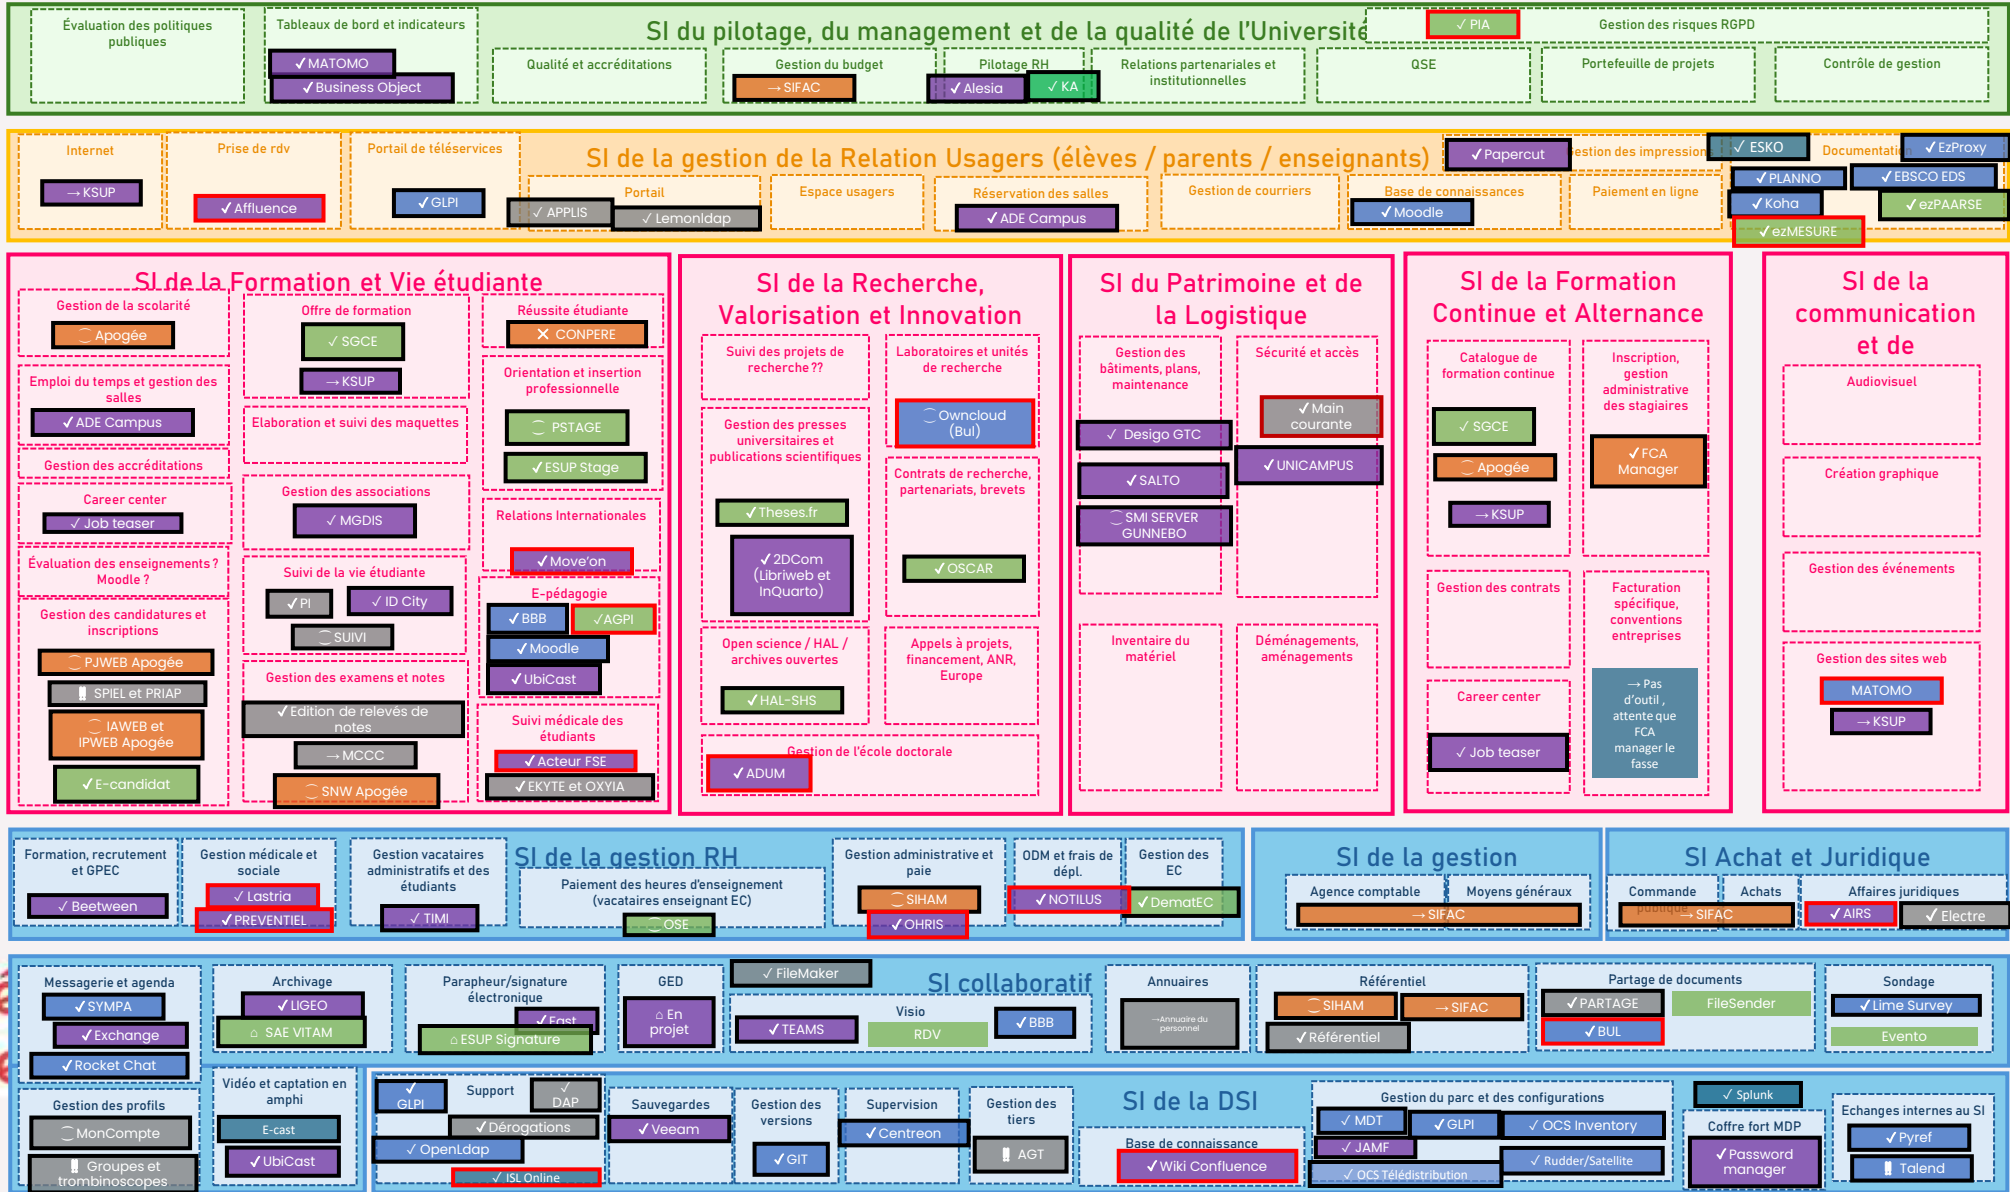 SI du pilotage, du management et de la qualité de l'Université
Évaluation des politiques
publiques
Tableaux de bord et indicateurs
✓ MATOMO
✓ Business Object
Qualité et accréditations
Gestion du budget
→ SIFAC
Pilotage RH
✓ Alesia
✓ KA
Relations partenariales et
institutionnelles
✓ PIA
Gestion des risques RGPD
QSE
Portefeuille de projets
Contrôle de gestion
SI de la gestion de la Relation Usagers (élèves / parents / enseignants)
Internet
→ KSUP
Prise de rdv
✓ Affluence
Portail de téléservices
✓ GLPI
Portail
✓ APPLIS
✓ Lemonldap
Espace usagers
Réservation des salles
✓ ADE Campus
Gestion de courriers
Base de connaissances
✓ Moodle
✓ Papercut
Gestion des impressions
Paiement en ligne
✓ ESKO
Documentation
✓ EzProxy
✓ PLANNO
✓ EBSCO EDS
✓ Koha
✓ ezPAARSE
✓ ezMESURE
SI de la Formation et Vie étudiante
Gestion de la scolarité
Apogée
Emploi du temps et gestion des
salles
✓ ADE Campus
Gestion des accréditations
Career center
✓ Job teaser
Évaluation des enseignements ?
Moodle ?
Gestion des candidatures et
inscriptions
PJWEB Apogée
!! SPIEL et PRIAP
IAWEB et
IPWEB Apogée
✓ E-candidat
Offre de formation
✓ SGCE
→ KSUP
Elaboration et suivi des maquettes
Gestion des associations
✓ MGDIS
Suivi de la vie étudiante
✓ PI
✓ ID City
SUIVI
Gestion des examens et notes
✓ Edition de relevés de
notes
→ MCCC
SNW Apogée
Réussite étudiante
✕ CONPERE
Orientation et insertion
professionnelle
PSTAGE
✓ ESUP Stage
Relations Internationales
✓ Move'on
E-pédagogie
✓ BBB
✓ AGPI
✓ Moodle
✓ UbiCast
Suivi médicale des
étudiants
✓ Acteur FSE
✓ EKYTE et OXYIA
SI de la Recherche,
Valorisation et Innovation
Suivi des projets de
recherche ??
Laboratoires et unités
de recherche
Owncloud
(Bul)
Gestion des presses
universitaires et
publications scientifiques
✓ Theses.fr
✓ 2DCom
(Libriweb et
InQuarto)
Contrats de recherche,
partenariats, brevets
✓ OSCAR
Open science / HAL /
archives ouvertes
✓ HAL-SHS
Appels à projets,
financement, ANR,
Europe
Gestion de l'école doctorale
✓ ADUM
SI du Patrimoine et de
la Logistique
Gestion des
bâtiments, plans,
maintenance
✓ Desigo GTC
✓ SALTO
SMI SERVER
GUNNEBO
Sécurité et accès
✓ Main
courante
✓ UNICAMPUS
Inventaire du
matériel
Déménagements,
aménagements
SI de la Formation
Continue et Alternance
Catalogue de
formation continue
✓ SGCE
Apogée
→ KSUP
Inscription,
gestion
administrative
des stagiaires
✓ FCA
Manager
Gestion des contrats
Facturation
spécifique,
conventions
entreprises
→ Pas
d'outil ,
attente que
FCA
manager le
fasse
Career center
✓ Job teaser
SI de la
communication
et de
Audiovisuel
Création graphique
Gestion des événements
Gestion des sites web
MATOMO
→ KSUP
SI de la gestion RH
Formation, recrutement
et GPEC
✓ Beetween
Gestion médicale et
sociale
✓ Lastria
✓ PREVENTIEL
Gestion vacataires
administratifs et des
étudiants
✓ TIMI
Paiement des heures d'enseignement
(vacataires enseignant EC)
OSE
Gestion administrative et
paie
SIHAM
✓ OHRIS
ODM et frais de
dépl.
✓ NOTILUS
Gestion des
EC
✓ DematEC
SI de la gestion
Agence comptable
Moyens généraux
→ SIFAC
SI Achat et Juridique
Commande
publique
Achats
→ SIFAC
Affaires juridiques
✓ AIRS
✓ Electre
SI collaboratif
Messagerie et agenda
✓ SYMPA
✓ Exchange
✓ Rocket Chat
Archivage
✓ LIGEO
⌂ SAE VITAM
Parapheur/signature
électronique
✓ Fast
⌂ ESUP Signature
GED
⌂ En
projet
✓ FileMaker
Visio
✓ TEAMS
RDV
✓ BBB
Annuaires
→Annuaire du
personnel
Référentiel
SIHAM
→ SIFAC
✓ Référentiel
Partage de documents
✓ PARTAGE
FileSender
✓ BUL
Sondage
✓ Lime Survey
Evento
Gestion des profils
MonCompte
!! Groupes et
trombinoscopes
Vidéo et captation en
amphi
E-cast
✓ UbiCast
SI de la DSI
✓
GLPI
Support
✓
DAP
✓ Dérogations
✓ OpenLdap
✓ ISL Online
Sauvegardes
✓ Veeam
Gestion des
versions
✓ GIT
Supervision
✓ Centreon
Gestion des
tiers
!! AGT
Base de connaissance
✓ Wiki Confluence
Gestion du parc et des configurations
✓ MDT
✓ GLPI
✓ OCS Inventory
✓ JAMF
✓ OCS Télédistribution
✓ Rudder/Satellite
✓ Splunk
Coffre fort MDP
✓ Password
manager
Echanges internes au SI
✓ Pyref
!! Talend